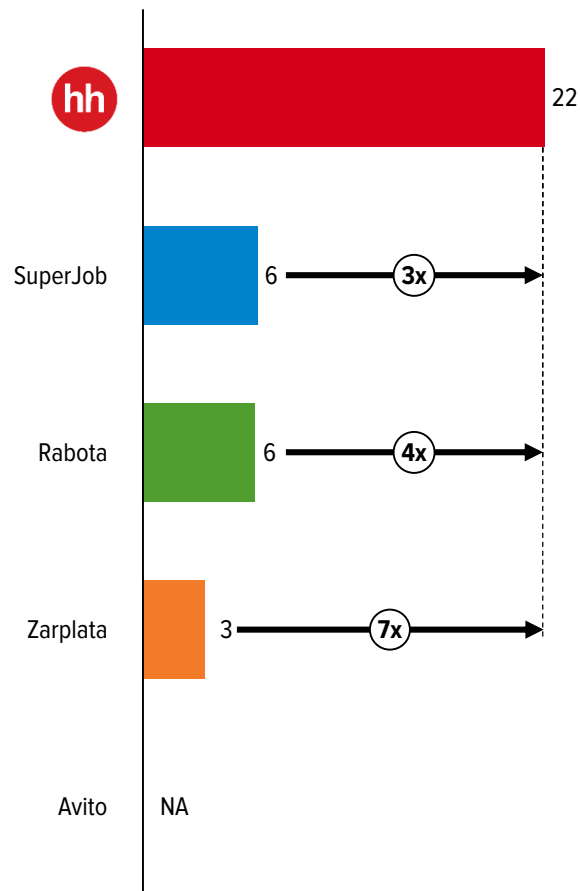 hh
22
SuperJob 6 3x
Rabota 6 4x
Zarplata 3 7x
Avito NA